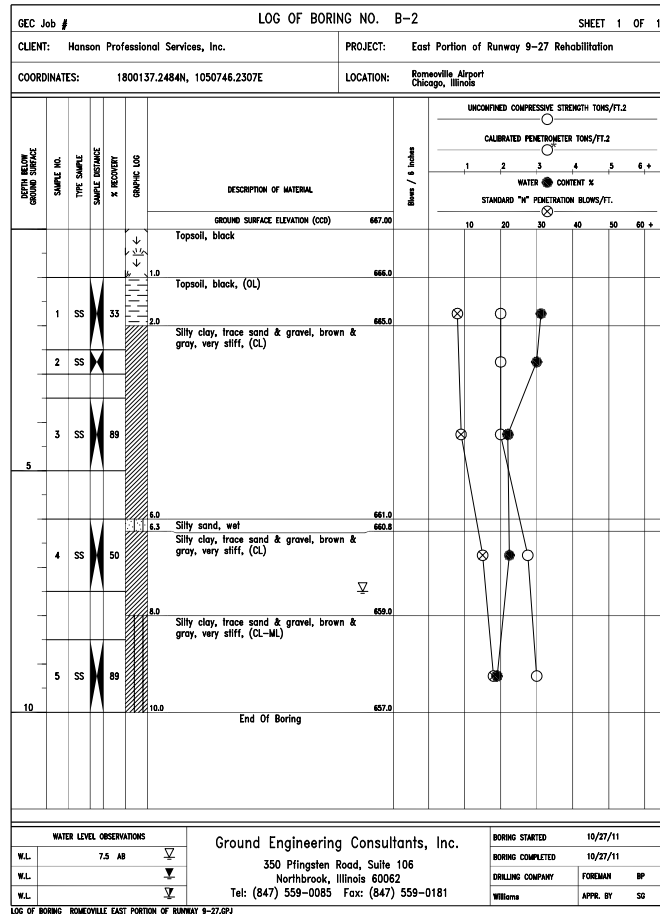 GEC Job #
LOG OF BORING NO. B-2
SHEET 1 OF 1
CLIENT: Hanson Professional Services, Inc.
PROJECT: East Portion of Runway 9-27 Rehabilitation
COORDINATES: 1800137.2484N, 1050746.2307E
LOCATION: Romeoville Airport
Chicago, Illinois
DEPTH BELOW
GROUND SURFACE
SAMPLE NO.
TYPE SAMPLE
SAMPLE DISTANCE
% RECOVERY
GRAPHIC LOG
DESCRIPTION OF MATERIAL
Blows / 6 inches
UNCONFINED COMPRESSIVE STRENGTH TONS/FT.2
CALIBRATED PENETROMETER TONS/FT.2
*
1 2 3 4 5 6 +
WATER CONTENT %
STANDARD "N" PENETRATION BLOWS/FT.
10 20 30 40 50 60 +
GROUND SURFACE ELEVATION (CCD) 667.00
Topsoil, black
1.0 666.0
Topsoil, black, (OL)
1 SS 33
2.0 665.0
Silty clay, trace sand & gravel, brown &
gray, very stiff, (CL)
2 SS
3 SS 89
5
6.0 661.0
6.3 Silty sand, wet 660.8
Silty clay, trace sand & gravel, brown &
gray, very stiff, (CL)
4 SS 50
8.0 659.0
Silty clay, trace sand & gravel, brown &
gray, very stiff, (CL-ML)
5 SS 89
10 10.0 657.0
End Of Boring
WATER LEVEL OBSERVATIONS
W.L. 7.5 AB
W.L.
W.L.
Ground Engineering Consultants, Inc.
350 Pfingsten Road, Suite 106
Northbrook, Illinois 60062
Tel: (847) 559-0085 Fax: (847) 559-0181
BORING STARTED 10/27/11
BORING COMPLETED 10/27/11
DRILLING COMPANY FOREMAN BP
Williams APPR. BY SG
LOG OF BORING ROMEOVILLE EAST PORTION OF RUNWAY 9-27.GPJ